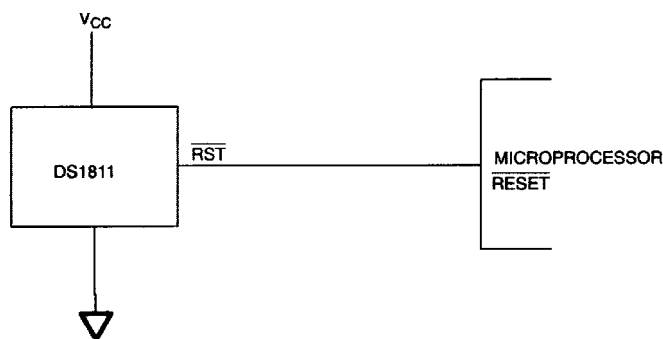 VCC
DS1811
RST
MICROPROCESSOR
RESET